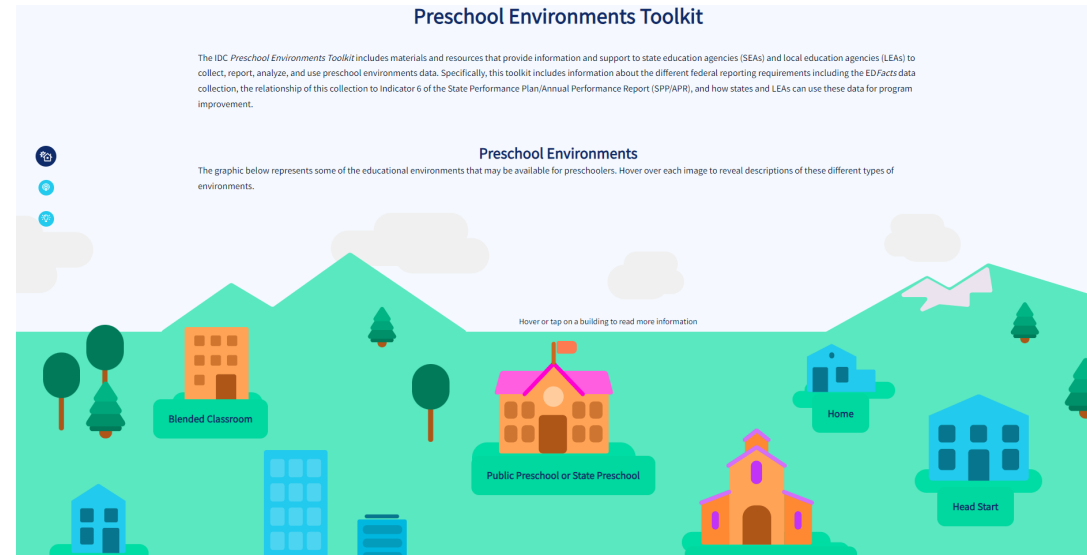 Preschool Environments Toolkit
The IDC Preschool Environments Toolkit includes materials and resources that provide information and support to state education agencies (SEAs) and local education agencies (LEAs) to
collect, report, analyze, and use preschool environments data. Specifically, this toolkit includes information about the different federal reporting requirements including the EDFacts data
collection, the relationship of this collection to Indicator 6 of the State Performance Plan/Annual Performance Report (SPP/APR), and how states and LEAs can use these data for program
improvement.
Preschool Environments
The graphic below represents some of the educational environments that may be available for preschoolers. Hover over each image to reveal descriptions of these different types of
environments.
Hover or tap on a building to read more information
Blended Classroom
Home
Public Preschool or State Preschool
Head Start